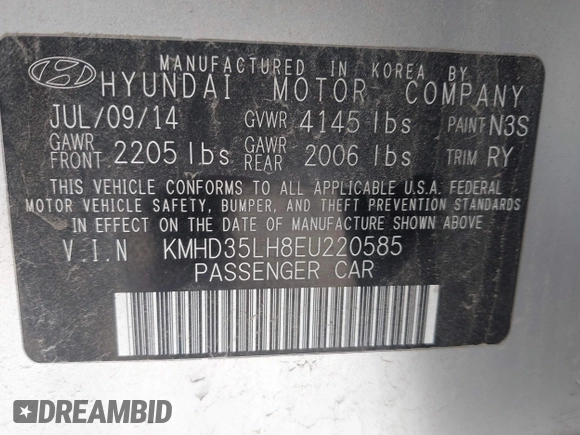 MANUFACTURED IN KOREA BY
HYUNDAI MOTOR COMPANY
JUL/09/14 GVWR 4145 lbs PAINT N3S
GAWR FRONT 2205 lbs GAWR REAR 2006 lbs TRIM RY
THIS VEHICLE CONFORMS TO ALL APPLICABLE U.S.A. FEDERAL
MOTOR VEHICLE SAFETY, BUMPER, AND THEFT PREVENTION STANDARDS
IN EFFECT ON THE DATE OF MANUFACTURE SHOWN ABOVE
V.I.N KMHD35LH8EU220585
PASSENGER CAR
DREAMBID